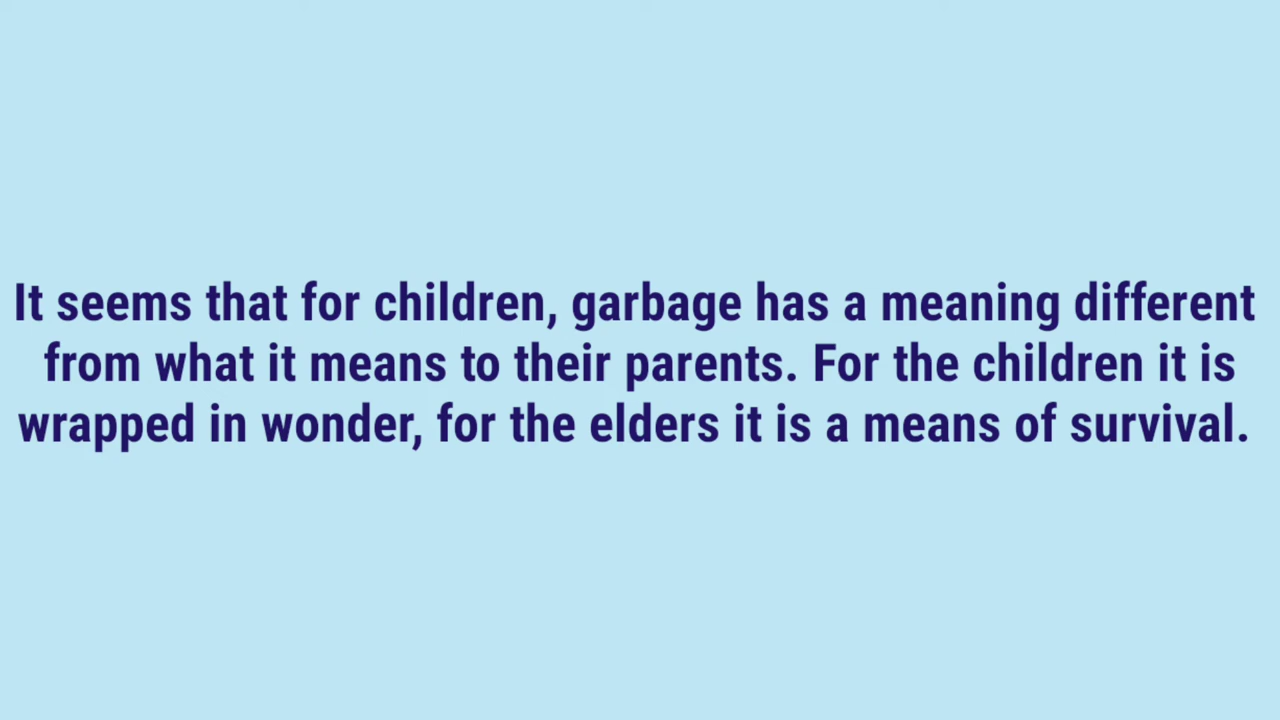 It seems that for children, garbage has a meaning different
from what it means to their parents. For the children it is
wrapped in wonder, for the elders it is a means of survival.